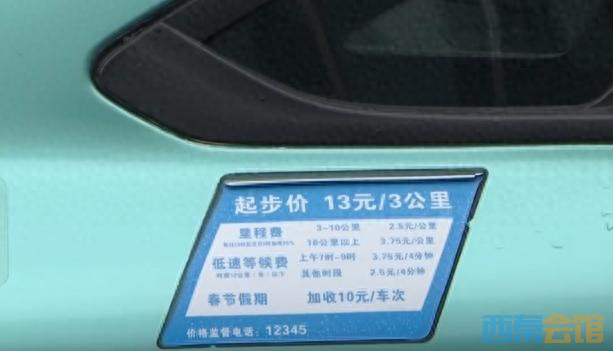 起步价 13元/3公里
里程费 3-10公里 2.5元/公里
10公里以上 3.75元/公里
低速等候费 上午7时-9时 3.75元/4分钟
其他时段 2.5元/4分钟
春节假期 加收10元/车次
价格监督电话：12345
西秦会馆